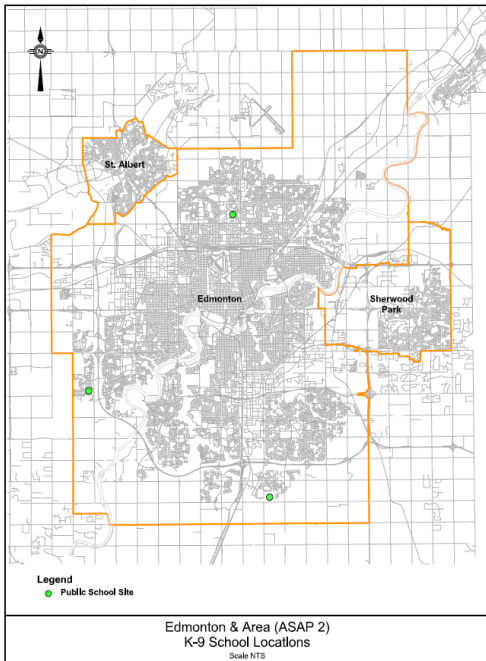 N
St. Albert
Edmonton
Sherwood
Park
Legend
Public School Site
Edmonton & Area (ASAP 2)
K-9 School Locations
Scale NTS